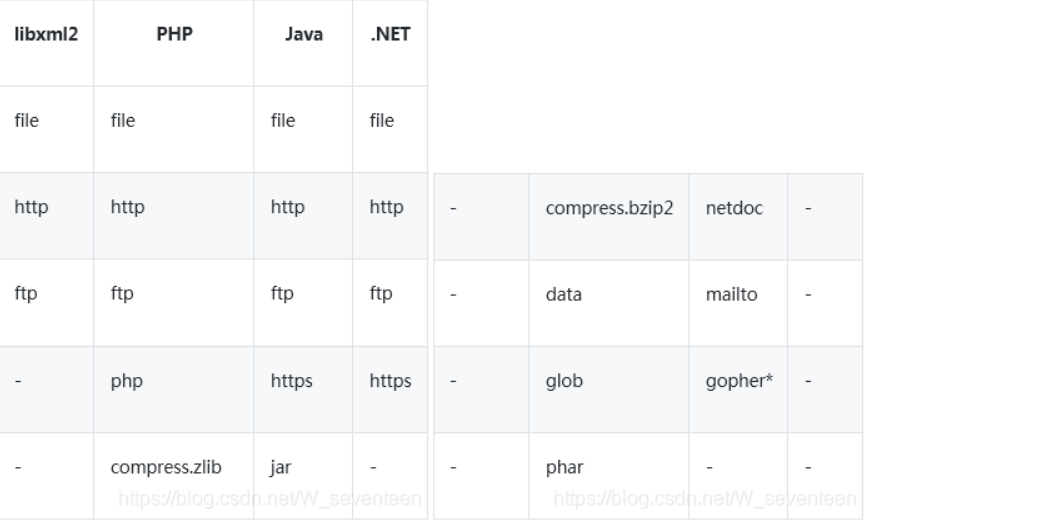 libxml2 PHP Java .NET
file file file file
http http http http
ftp ftp ftp ftp
- php https https
- compress.zlib jar -
https://blog.csdn.net/W_seventeen
- compress.bzip2 netdoc -
- data mailto -
- glob gopher* -
- phar - -
https://blog.csdn.net/W_seventeen